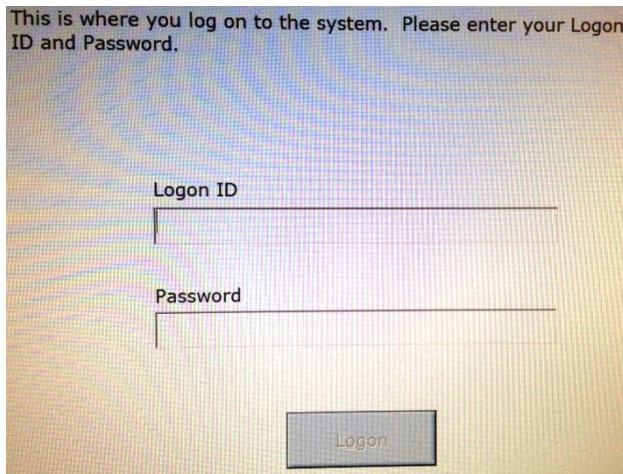 This is where you log on to the system. Please enter your Logon
ID and Password.
Logon ID
Password
Logon